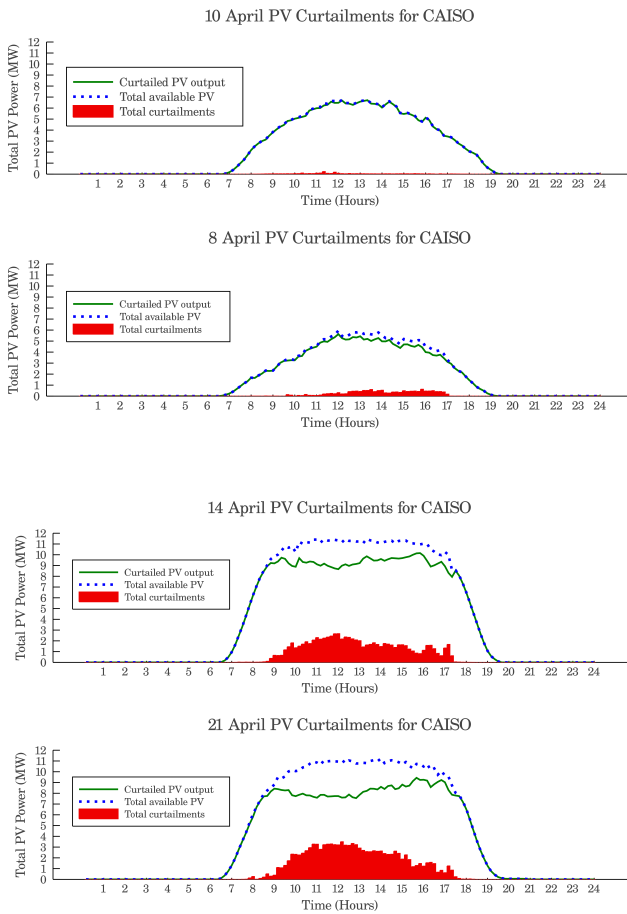 10 April PV Curtailments for CAISO
Total PV Power (MW)
12
11
10
9
8
7
6
5
4
3
2
1
0
Curtailed PV output
Total available PV
Total curtailments
1 2 3 4 5 6 7 8 9 10 11 12 13 14 15 16 17 18 19 20 21 22 23 24
Time (Hours)
8 April PV Curtailments for CAISO
Total PV Power (MW)
12
11
10
9
8
7
6
5
4
3
2
1
0
Curtailed PV output
Total available PV
Total curtailments
1 2 3 4 5 6 7 8 9 10 11 12 13 14 15 16 17 18 19 20 21 22 23 24
Time (Hours)
14 April PV Curtailments for CAISO
Total PV Power (MW)
12
11
10
9
8
7
6
5
4
3
2
1
0
Curtailed PV output
Total available PV
Total curtailments
1 2 3 4 5 6 7 8 9 10 11 12 13 14 15 16 17 18 19 20 21 22 23 24
Time (Hours)
21 April PV Curtailments for CAISO
Total PV Power (MW)
12
11
10
9
8
7
6
5
4
3
2
1
0
Curtailed PV output
Total available PV
Total curtailments
1 2 3 4 5 6 7 8 9 10 11 12 13 14 15 16 17 18 19 20 21 22 23 24
Time (Hours)